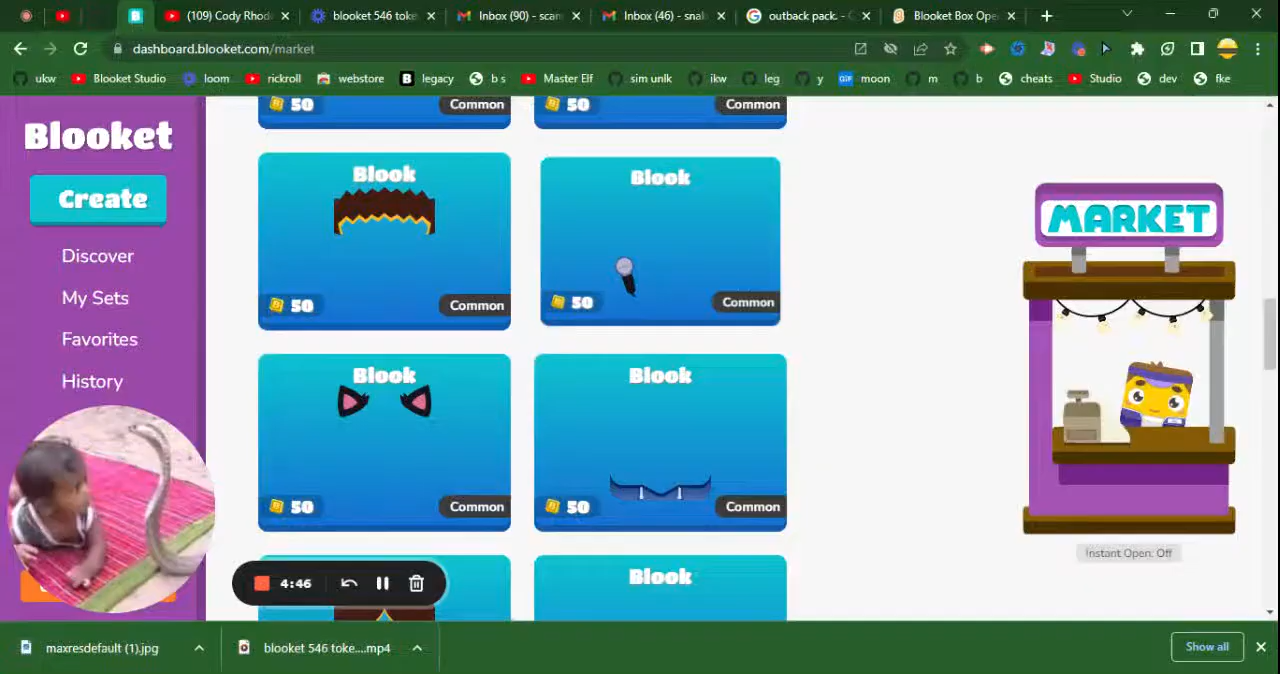 (109) Cody Rhod
blooket 546 toke
Inbox (90) - scam
Inbox (46) - snak
outback pack. - G
Blooket Box Ope
dashboard.blooket.com/market
ukw
Blooket Studio
loom
rickroll
webstore
legacy
b s
Master Elf
sim unlk
ikw
leg
y
GIF
moon
m
b
cheats
Studio
dev
fke
Blooket
Create
Discover
My Sets
Favorites
History
50
Common
50
Common
Blook
50
Common
Blook
50
Common
Blook
50
Common
Blook
50
Common
Blook
MARKET
Instant Open: Off
4:46
maxresdefault (1).jpg
blooket 546 toke....mp4
Show all